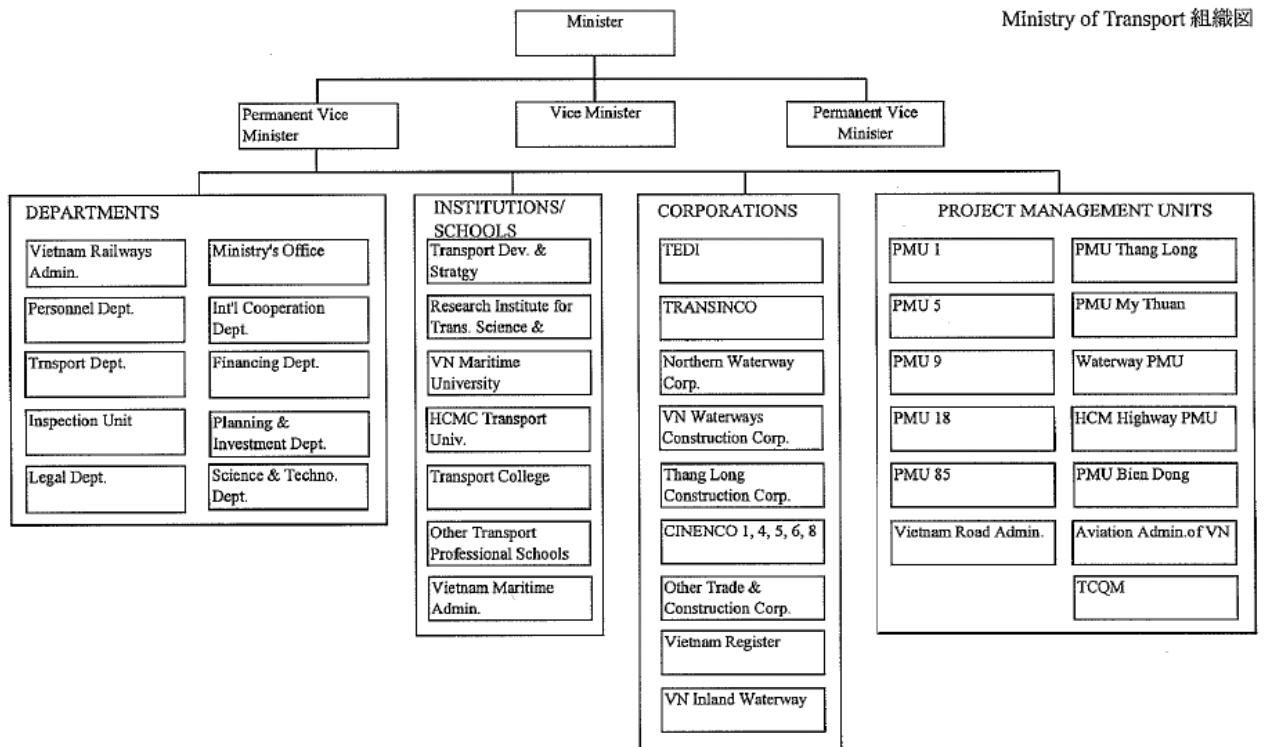 Ministry of Transport 組織図
Minister
Permanent Vice
Minister
Vice Minister
Permanent Vice
Minister
DEPARTMENTS
Vietnam Railways
Admin.
Personnel Dept.
Trnsport Dept.
Inspection Unit
Legal Dept.
Ministry's Office
Int'l Cooperation
Dept.
Financing Dept.
Planning &
Investment Dept.
Science & Techno.
Dept.
INSTITUTIONS/
SCHOOLS
Transport Dev. &
Stratgy
Research Institute for
Trans. Science &
VN Maritime
University
HCMC Transport
Univ.
Transport College
Other Transport
Professional Schools
Vietnam Maritime
Admin.
CORPORATIONS
TEDI
TRANSINCO
Northern Waterway
Corp.
VN Waterways
Construction Corp.
Thang Long
Construction Corp.
CINENCO 1, 4, 5, 6, 8
Other Trade &
Construction Corp.
Vietnam Register
VN Inland Waterway
PROJECT MANAGEMENT UNITS
PMU 1
PMU 5
PMU 9
PMU 18
PMU 85
Vietnam Road Admin.
PMU Thang Long
PMU My Thuan
Waterway PMU
HCM Highway PMU
PMU Bien Dong
Aviation Admin.of VN
TCQM